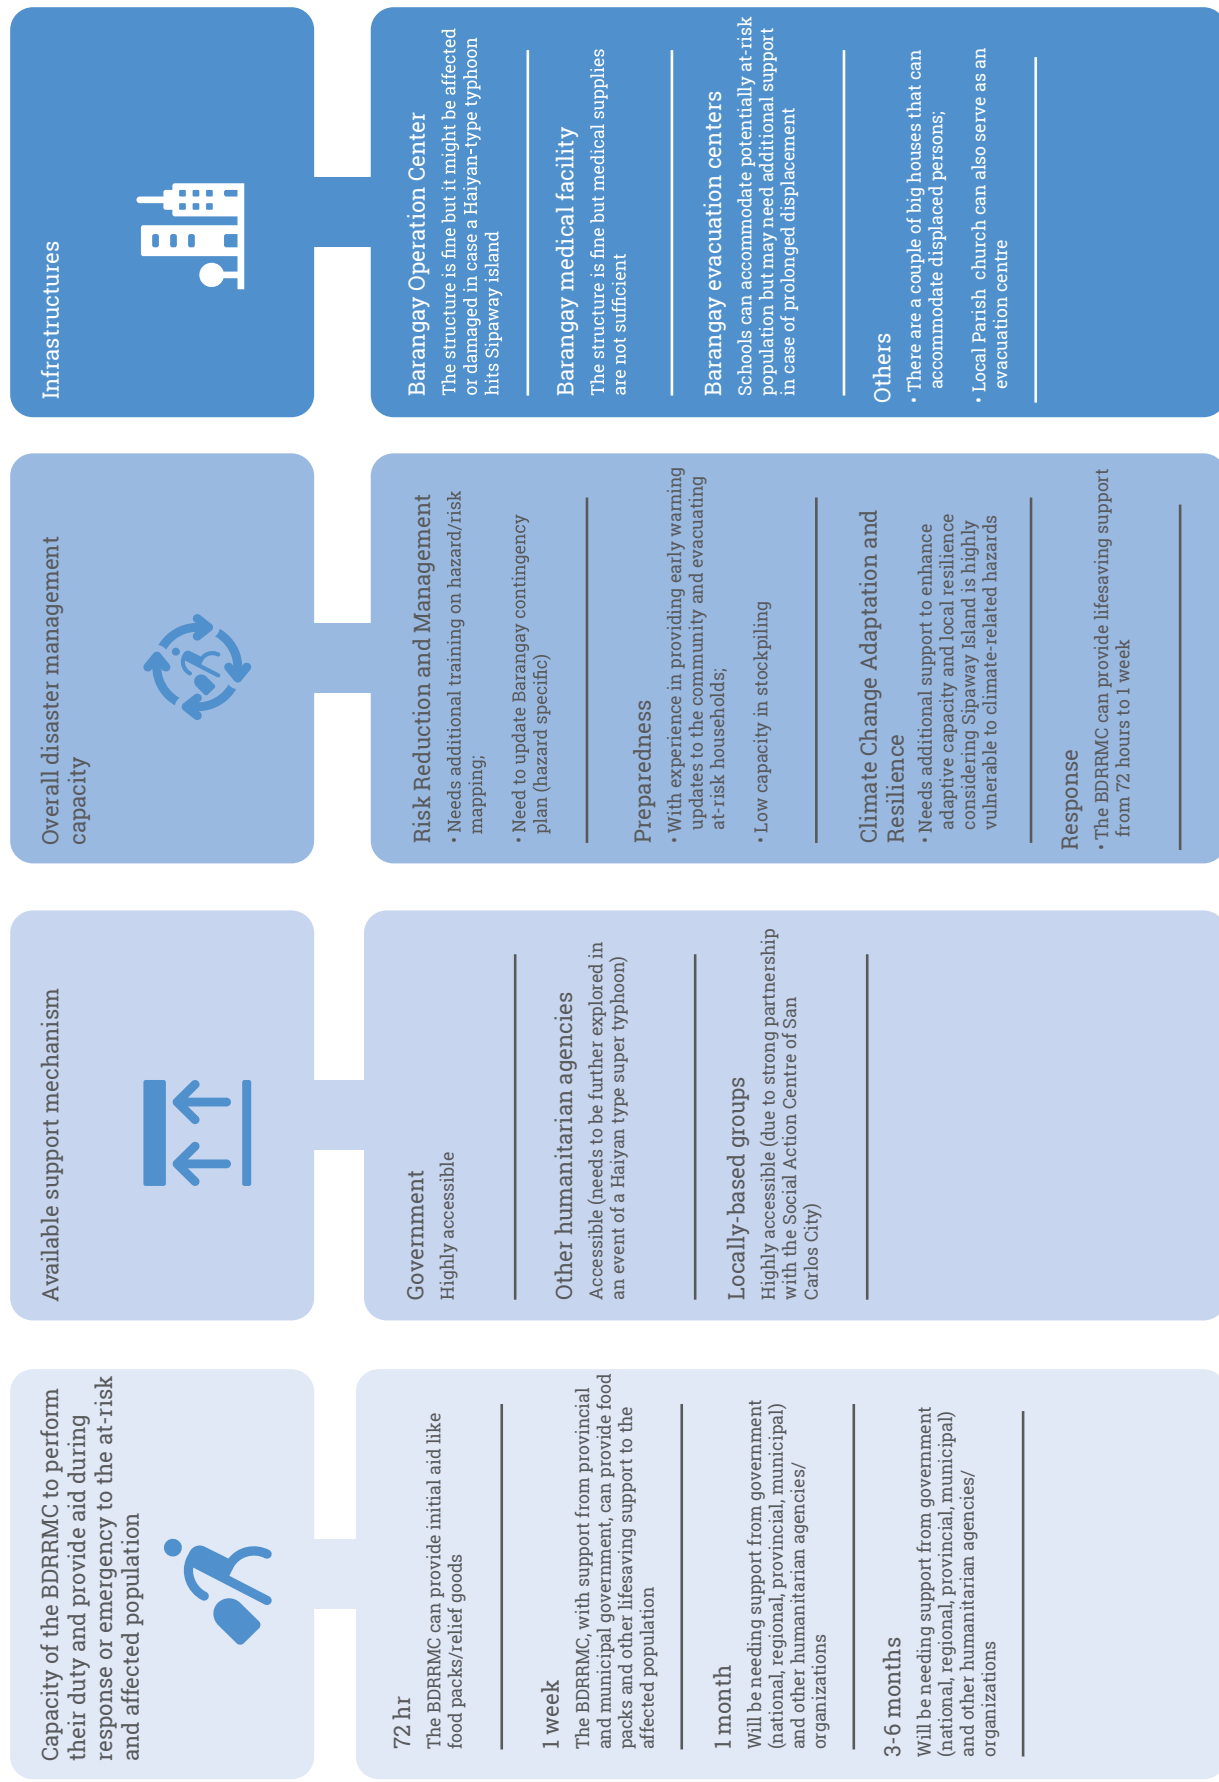 Capacity of the BDRRMC to perform
their duty and provide aid during
response or emergency to the at-risk
and affected population
72 hr
The BDRRMC can provide initial aid like
food packs/relief goods
1 week
The BDRRMC, with support from provincial
and municipal government, can provide food
packs and other lifesaving support to the
affected population
1 month
Will be needing support from government
(national, regional, provincial, municipal)
and other humanitarian agencies/
organizations
3-6 months
Will be needing support from government
(national, regional, provincial, municipal)
and other humanitarian agencies/
organizations
Available support mechanism
Government
Highly accessible
Other humanitarian agencies
Accessible (needs to be further explored in
an event of a Haiyan type super typhoon)
Locally-based groups
Highly accessible (due to strong partnership
with the Social Action Centre of San
Carlos City)
Overall disaster management
capacity
Risk Reduction and Management
• Needs additional training on hazard/risk
mapping;
• Need to update Barangay contingency
plan (hazard specific)
Preparedness
• With experience in providing early warning
updates to the community and evacuating
at-risk households;
• Low capacity in stockpiling
Climate Change Adaptation and
Resilience
• Needs additional support to enhance
adaptive capacity and local resilience
considering Sipaway Island is highly
vulnerable to climate-related hazards
Response
• The BDRRMC can provide lifesaving support
from 72 hours to 1 week
Infrastructures
Barangay Operation Center
The structure is fine but it might be affected
or damaged in case a Haiyan-type typhoon
hits Sipaway island
Barangay medical facility
The structure is fine but medical supplies
are not sufficient
Barangay evacuation centers
Schools can accommodate potentially at-risk
population but may need additional support
in case of prolonged displacement
Others
• There are a couple of big houses that can
accommodate displaced persons;
• Local Parish church can also serve as an
evacuation centre